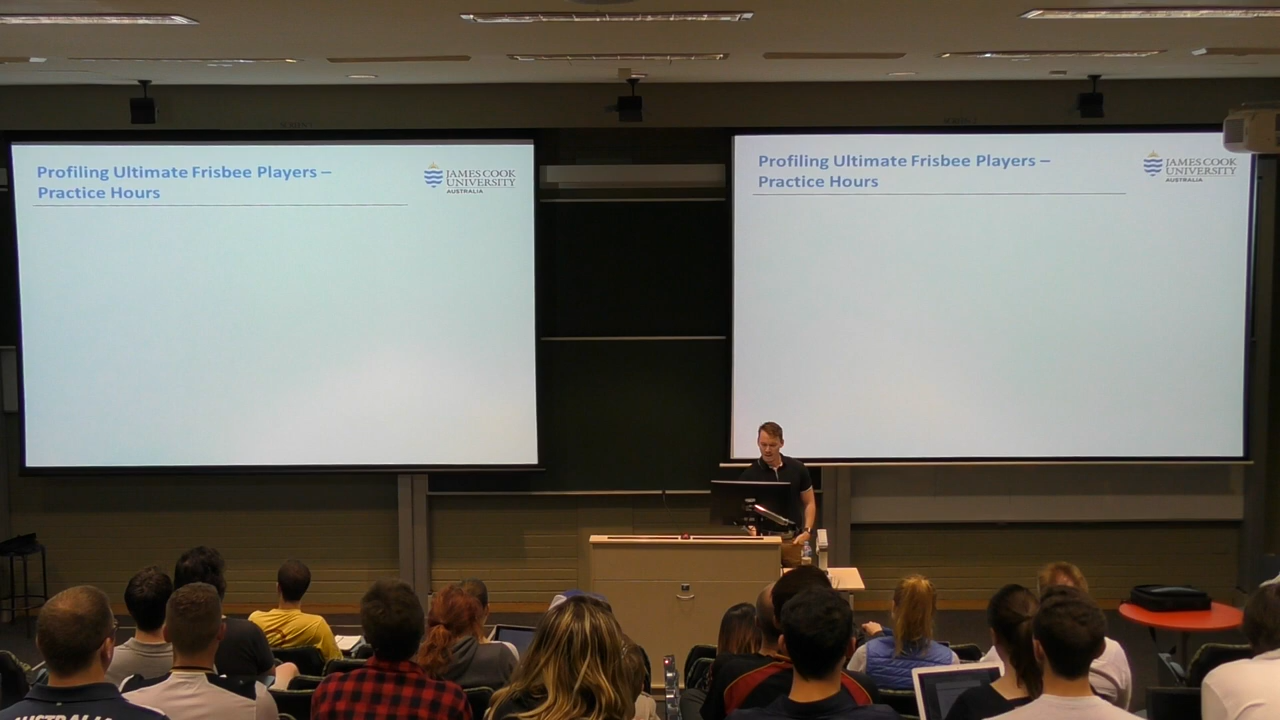 Profiling Ultimate Frisbee Players –
Practice Hours
JAMES COOK
UNIVERSITY
AUSTRALIA
Profiling Ultimate Frisbee Players –
Practice Hours
JAMES COOK
UNIVERSITY
AUSTRALIA
AUSTRALIA